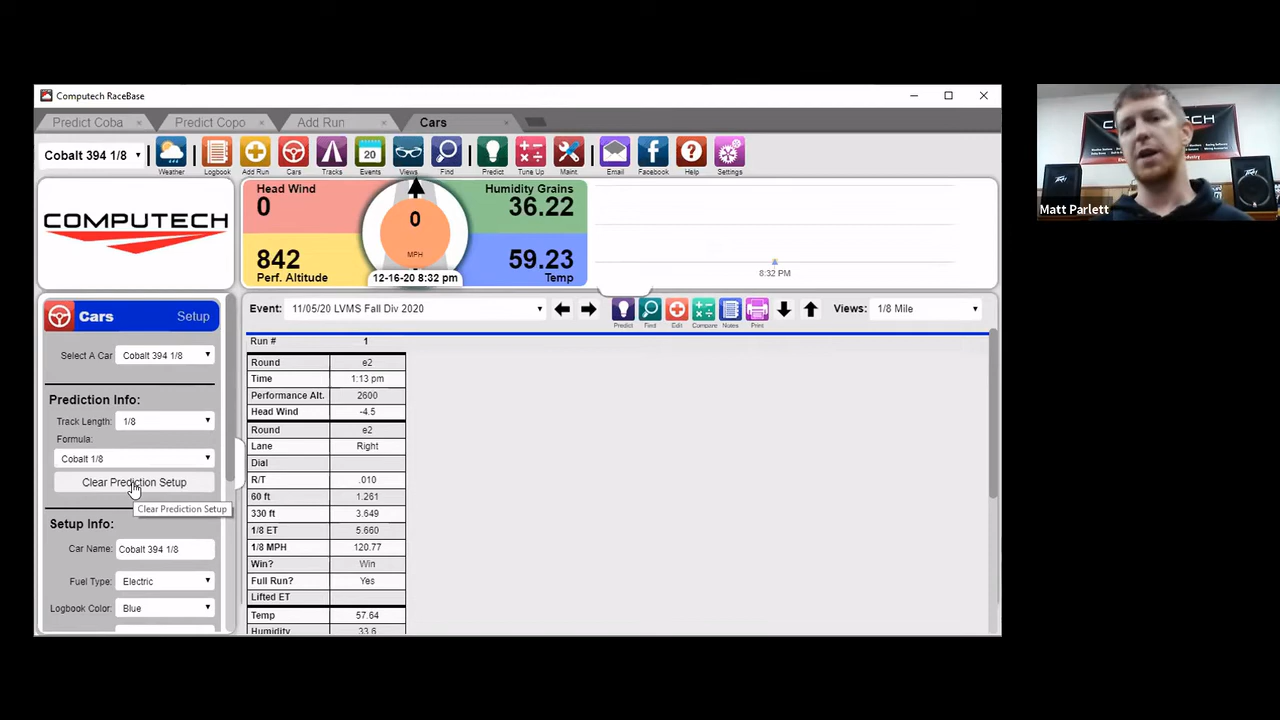 Computech RaceBase
Predict Coba
Predict Copo
Add Run
Cars
Cobalt 394 1/8
Weather
Logbook
Add Run
Cars
Tracks
20
Events
Views
Find
Predict
Tune Up
Maint
Email
Facebook
Help
Settings
COMPUTECH
Head Wind
0
Humidity Grains
36.22
0
MPH
842
Perf. Altitude
59.23
Temp
12-16-20 8:32 pm
8:32 PM
Matt Parlett
Cars Setup
Select A Car Cobalt 394 1/8
Prediction Info:
Track Length: 1/8
Formula:
Cobalt 1/8
Clear Prediction Setup
Clear Prediction Setup
Setup Info:
Car Name: Cobalt 394 1/8
Fuel Type: Electric
Logbook Color: Blue
Event: 11/05/20 LVMS Fall Div 2020
Predict
Find
Edit
Compare
Notes
Print
Views: 1/8 Mile
Run # 1
Round e2
Time 1:13 pm
Performance Alt. 2600
Head Wind -4.5
Round e2
Lane Right
Dial
R/T .010
60 ft 1.261
330 ft 3.649
1/8 ET 5.660
1/8 MPH 120.77
Win? Win
Full Run? Yes
Lifted ET
Temp 57.64
Humidity 33.6